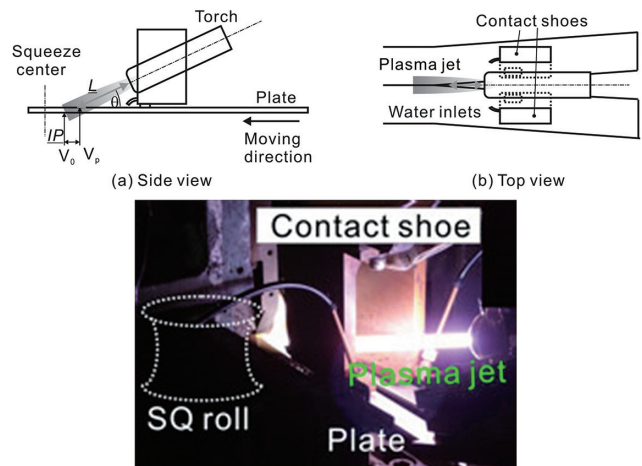 Torch
Squeeze
center
L
θ
Plate
IP
V0
Vp
Moving
direction
(a) Side view
Contact shoes
Plasma jet
Water inlets
(b) Top view
Contact shoe
Plasma jet
SQ roll
Plate